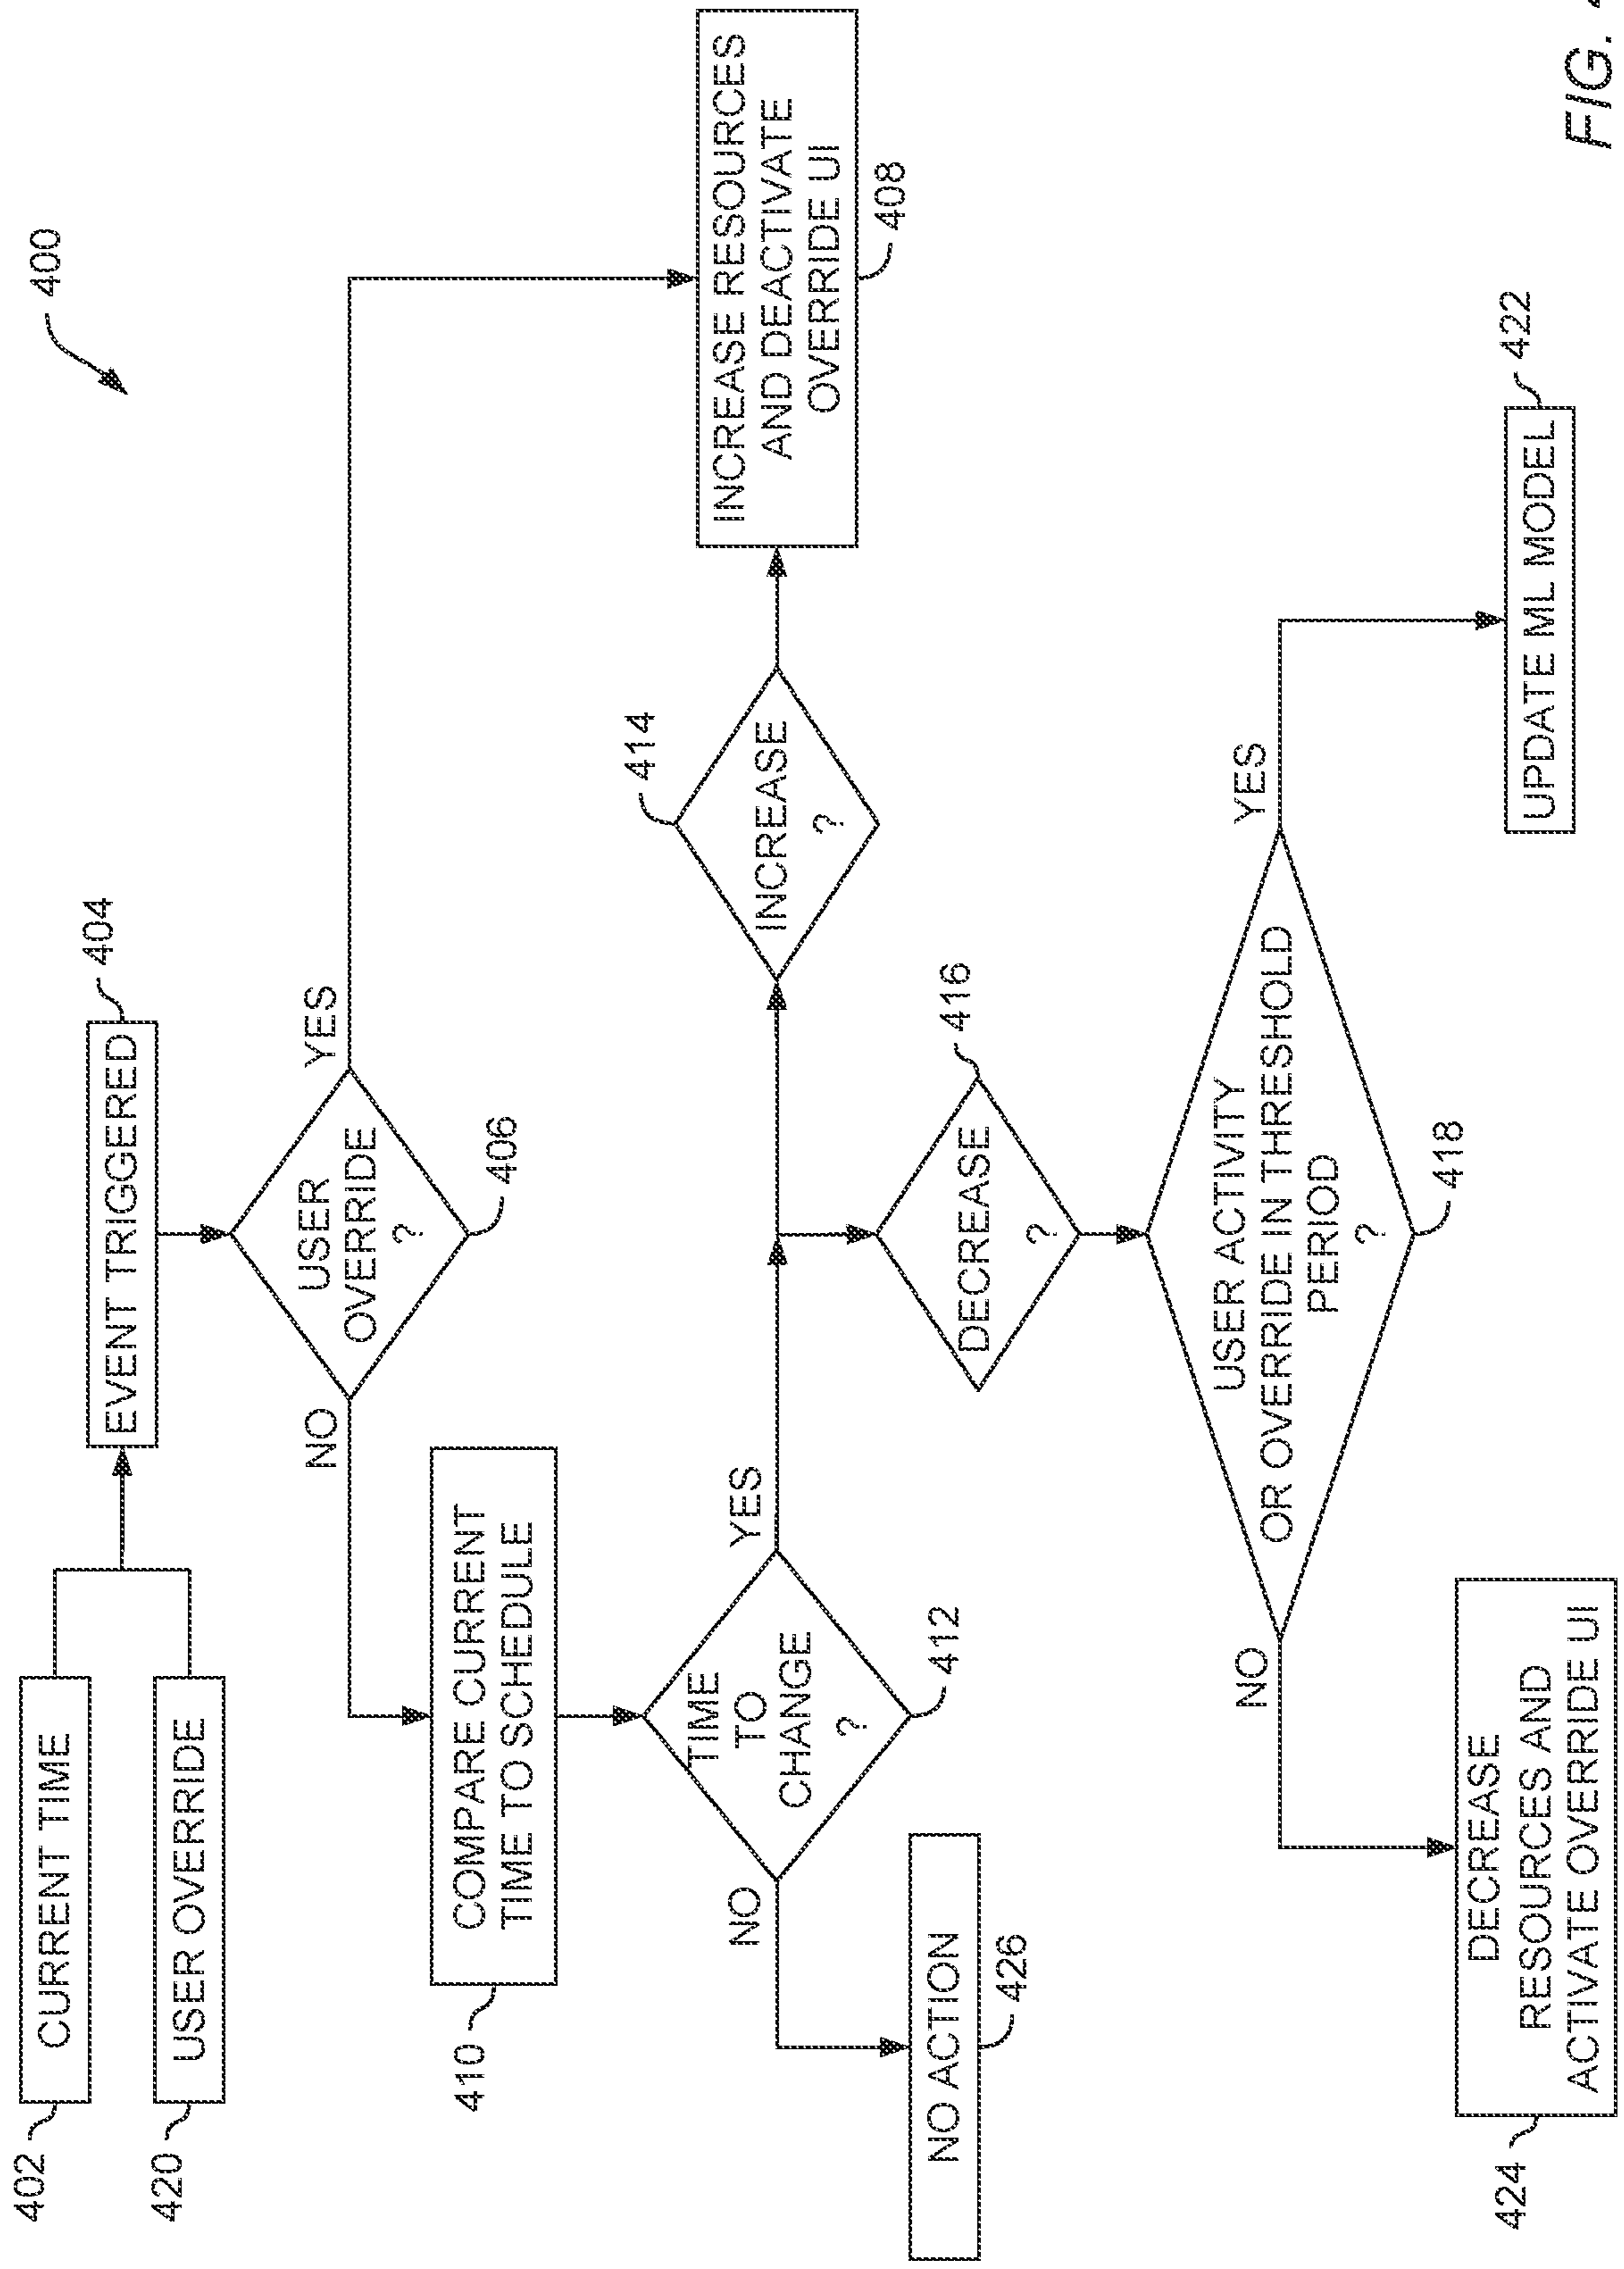 400
402
CURRENT TIME
420
USER OVERRIDE
EVENT TRIGGERED
404
USER
OVERRIDE
?
406
NO
YES
410
COMPARE CURRENT
TIME TO SCHEDULE
TIME
TO
CHANGE
?
412
NO
YES
INCREASE
?
414
INCREASE RESOURCES
AND DEACTIVATE
OVERRIDE UI
408
NO ACTION
426
DECREASE
?
416
USER ACTIVITY
OR OVERRIDE IN THRESHOLD
PERIOD
?
418
NO
YES
424
DECREASE
RESOURCES AND
ACTIVATE OVERRIDE UI
UPDATE ML MODEL
422
FIG.